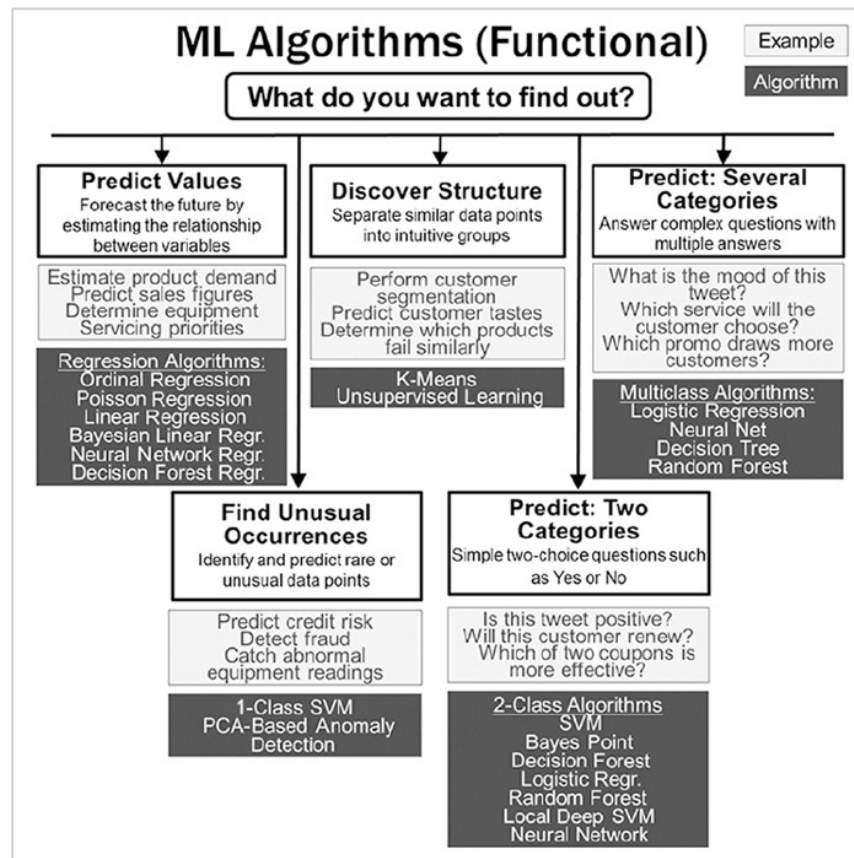 ML Algorithms (Functional)
Example
Algorithm
What do you want to find out?
Predict Values
Forecast the future by
estimating the relationship
between variables
Estimate product demand
Predict sales figures
Determine equipment
Servicing priorities
Regression Algorithms:
Ordinal Regression
Poisson Regression
Linear Regression
Bayesian Linear Regr.
Neural Network Regr.
Decision Forest Regr.
Discover Structure
Separate similar data points
into intuitive groups
Perform customer
segmentation
Predict customer tastes
Determine which products
fail similarly
K-Means
Unsupervised Learning
Predict: Several
Categories
Answer complex questions with
multiple answers
What is the mood of this
tweet?
Which service will the
customer choose?
Which promo draws more
customers?
Multiclass Algorithms:
Logistic Regression
Neural Net
Decision Tree
Random Forest
Find Unusual
Occurrences
Identify and predict rare or
unusual data points
Predict credit risk
Detect fraud
Catch abnormal
equipment readings
1-Class SVM
PCA-Based Anomaly
Detection
Predict: Two
Categories
Simple two-choice questions such
as Yes or No
Is this tweet positive?
Will this customer renew?
Which of two coupons is
more effective?
2-Class Algorithms
SVM
Bayes Point
Decision Forest
Logistic Regr.
Random Forest
Local Deep SVM
Neural Network